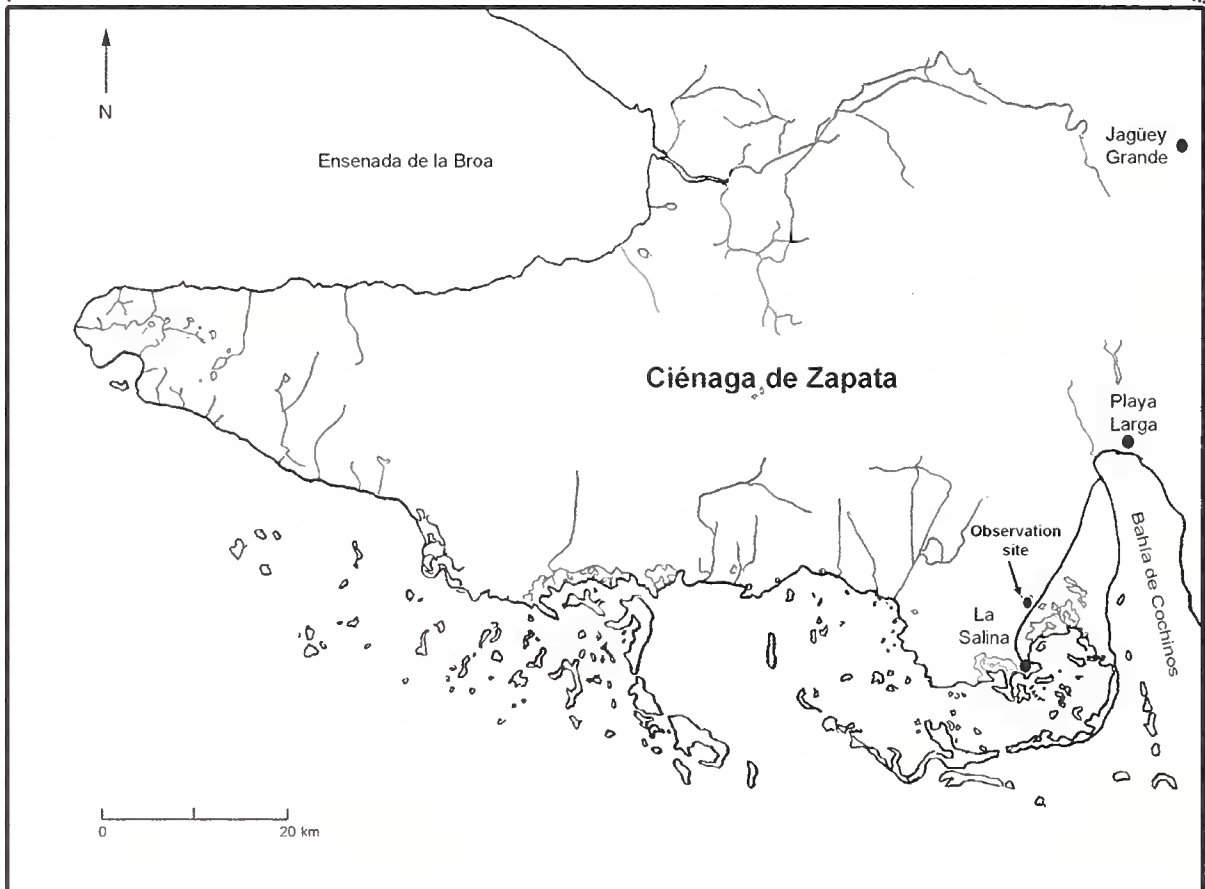 N
Ensenada de la Broa
Jagüey
Grande
Ciénaga de Zapata
Playa
Larga
Bahía de Cochinos
Observation
site
La
Salina
0
20 km